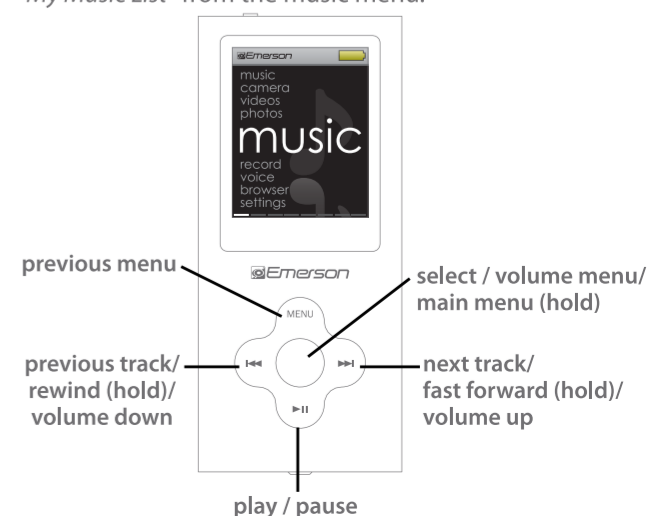 "My Music List" from the music menu.
Emerson
music
camera
videos
photos
music
record
voice
browser
settings
previous menu
Emerson
select / volume menu/
main menu (hold)
MENU
previous track/
rewind (hold)/
volume down
next track/
fast forward (hold)/
volume up
play / pause